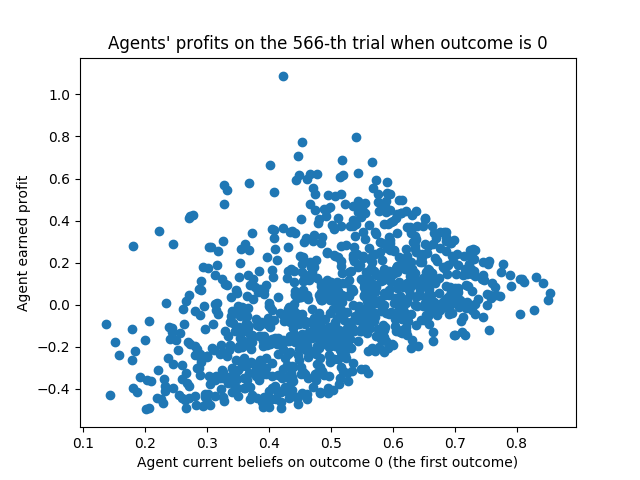 Agents' profits on the 566-th trial when outcome is 0
Agent earned profit
1.0
0.8
0.6
0.4
0.2
0.0
−0.2
−0.4
0.1 0.2 0.3 0.4 0.5 0.6 0.7 0.8
Agent current beliefs on outcome 0 (the first outcome)